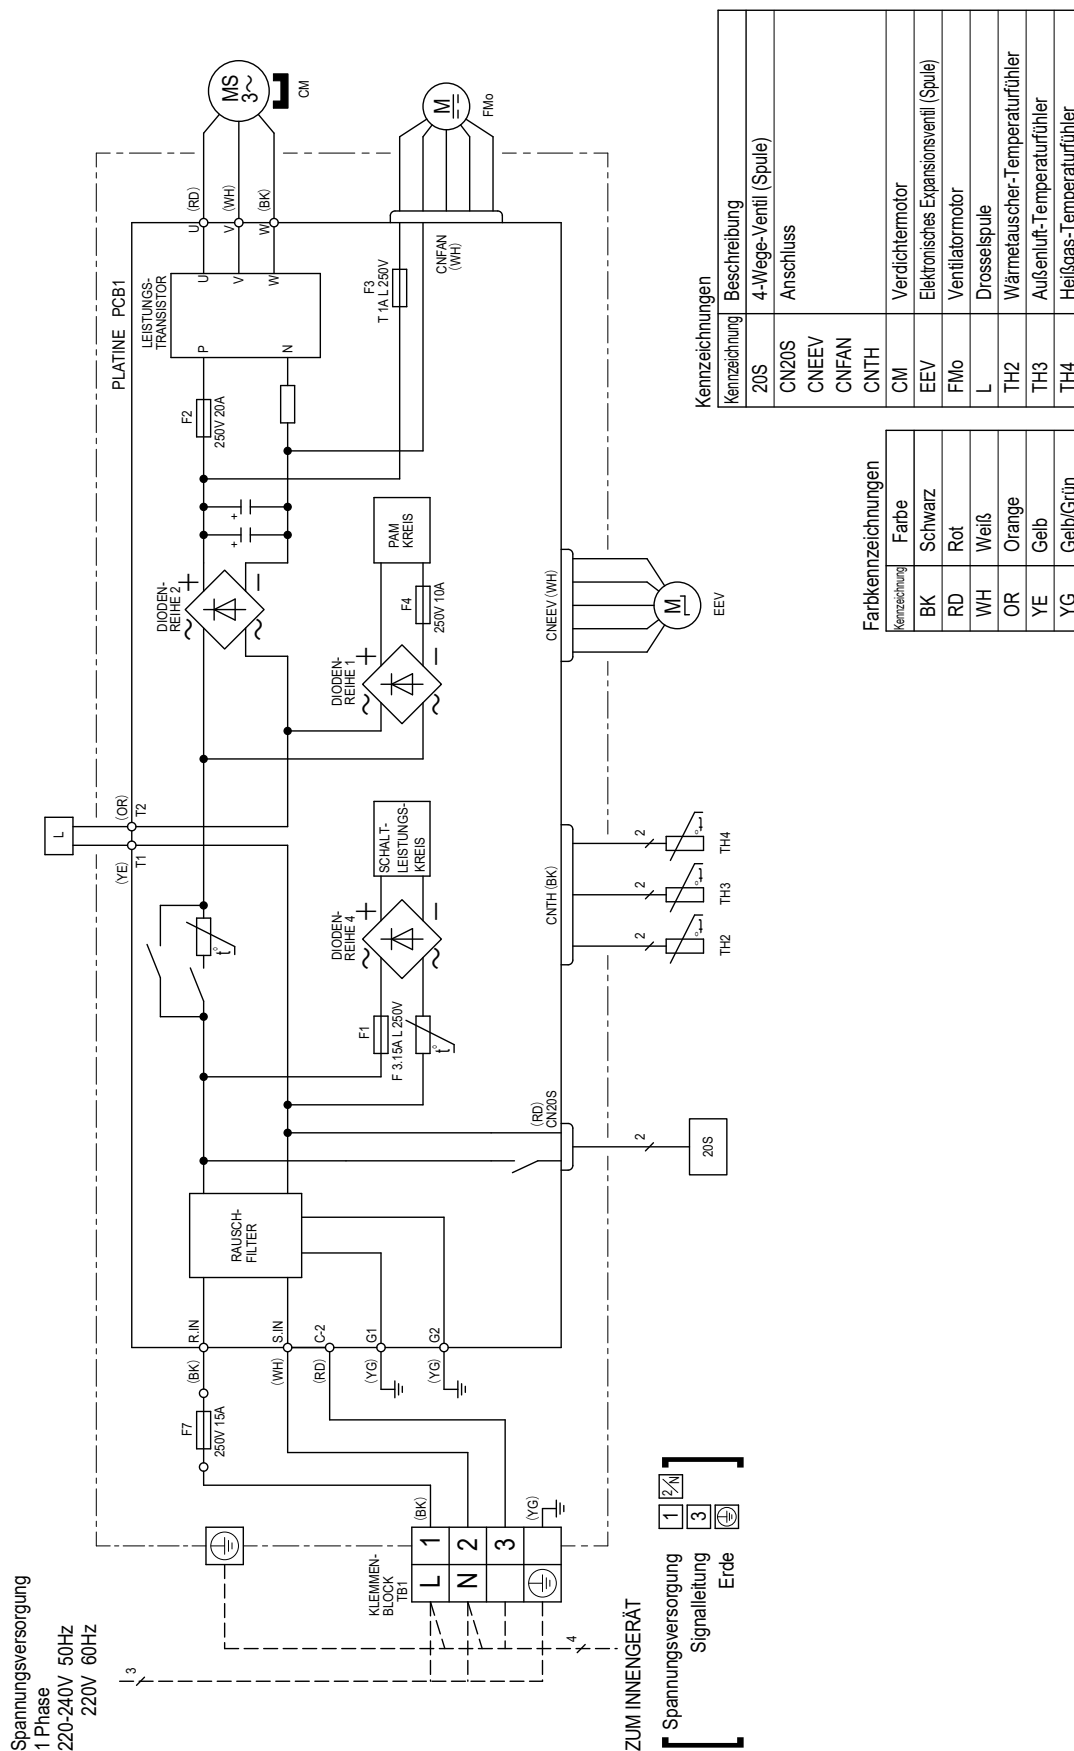 Spannungsversorgung
1 Phase
220-240V 50Hz
220V 60Hz
3
4
ZUM INNENGERÄT
Spannungsversorgung 1 2/N
Signalleitung 3
Erde
KLEMMEN-
BLOCK
TB1
L 1
N 2
3
(BK)
(YG)
F7
250V 15A
(BK)
R.IN
(WH)
S.IN
(RD)
C-2
(YG)
G1
(YG)
G2
RAUSCH-
FILTER
(RD)
CN20S
2
20S
F1
F 3.15A L 250V
t°
t°
DIODEN-
REIHE 4
~
~
+
−
SCHALT-
LEISTUNGS-
KREIS
L
(YE)
T1
(OR)
T2
CNTH (BK)
2
2
2
t°
t°
t°
TH2
TH3
TH4
DIODEN-
REIHE 1
~
~
+
−
F4
250V 10A
PAM
KREIS
DIODEN-
REIHE 2
~
~
+
−
+
+
CNEEV (WH)
M
EEV
F2
250V 20A
PLATINE PCB1
LEISTUNGS-
TRANSISTOR
P
N
U
V
W
U
V
W
(RD)
(WH)
(BK)
MS
3~
CM
F3
T 1A L 250V
CNFAN
(WH)
M
FMo
Kennzeichnungen
Kennzeichnung Beschreibung
20S 4-Wege-Ventil (Spule)
CN20S Anschluss
CNEEV
CNFAN
CNTH
CM Verdichtermotor
EEV Elektronisches Expansionsventil (Spule)
FMo Ventilatormotor
L Drosselspule
TH2 Wärmetauscher-Temperaturfühler
TH3 Außenluft-Temperaturfühler
TH4 Heißgas-Temperaturfühler
Farbkennzeichnungen
Kennzeichnung Farbe
BK Schwarz
RD Rot
WH Weiß
OR Orange
YE Gelb
YG Gelb/Grün